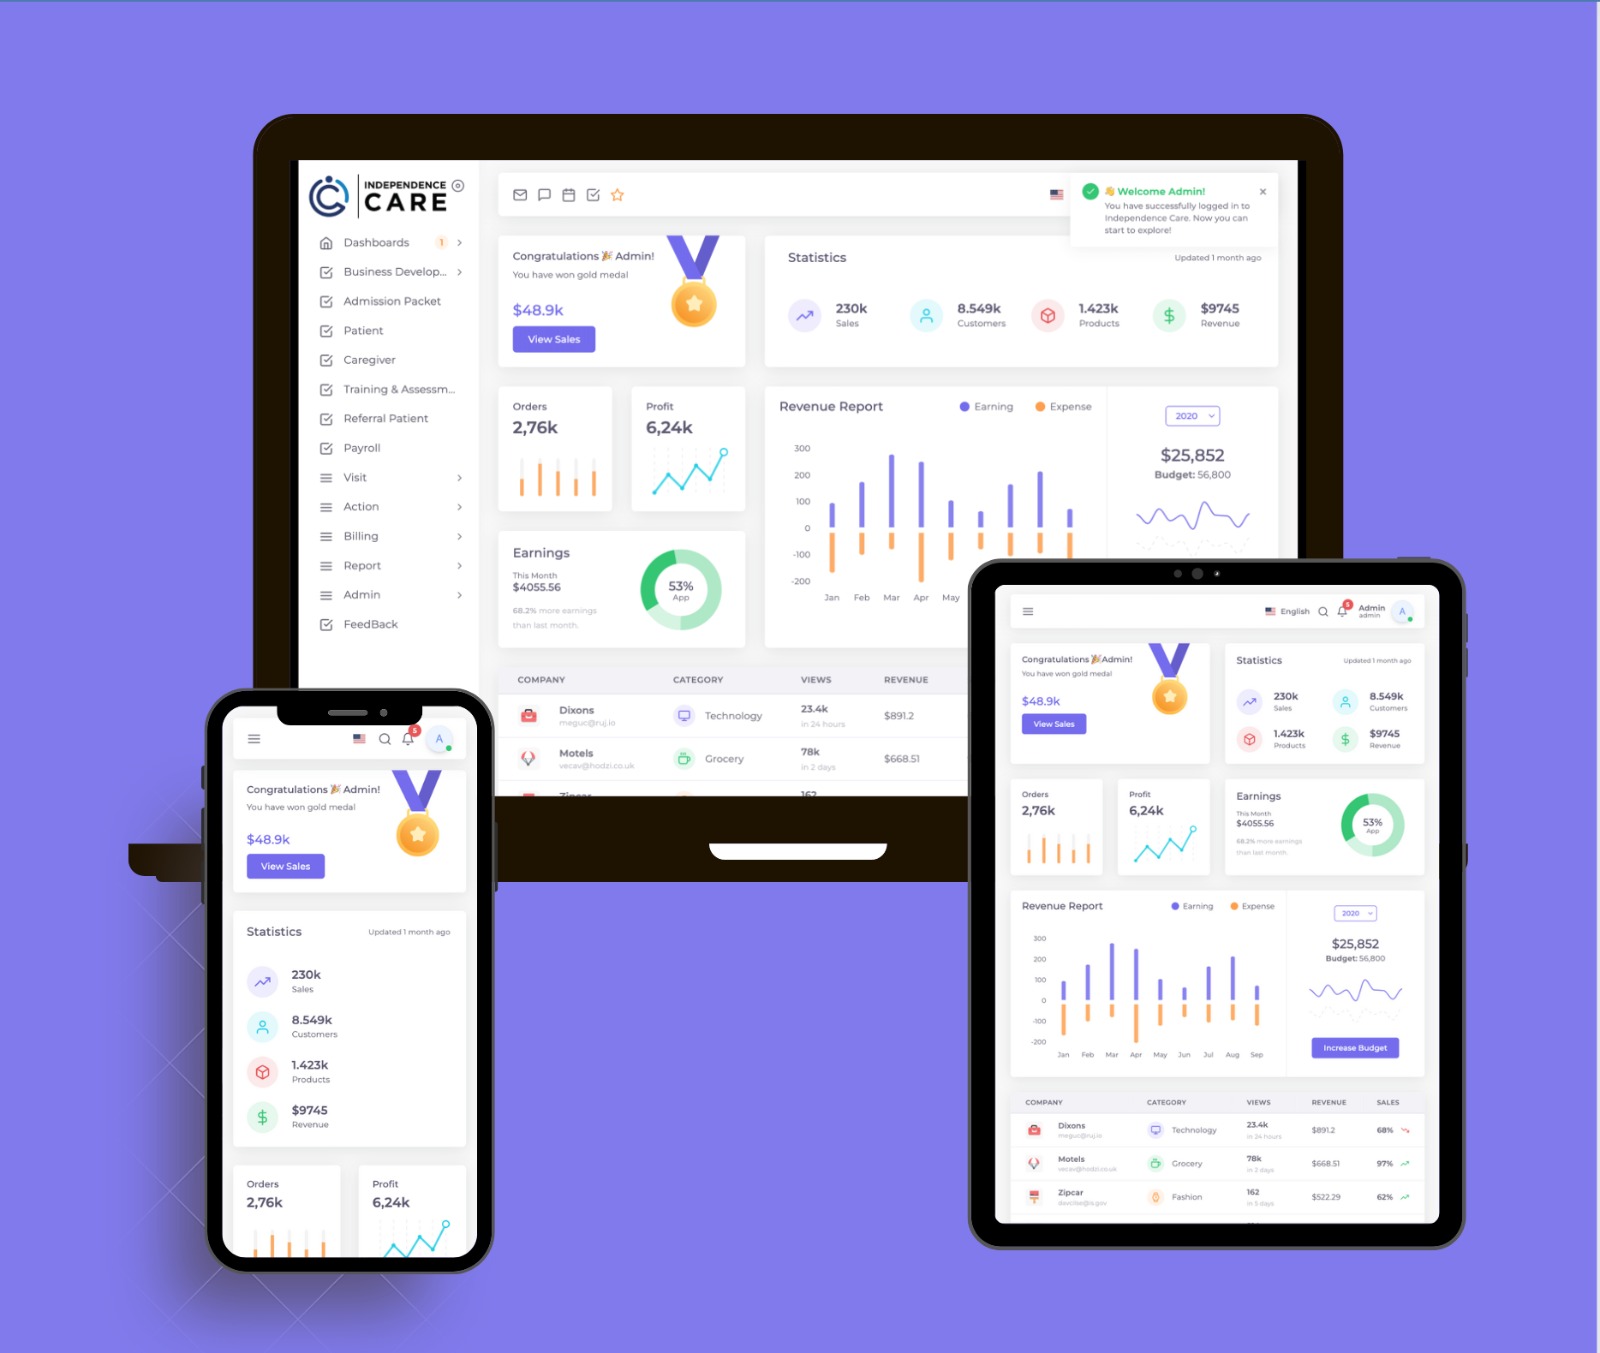 INDEPENDENCE
CARE
Dashboards 1
Business Develop...
Admission Packet
Patient
Caregiver
Training & Assessm...
Referral Patient
Payroll
Visit
Action
Billing
Report
Admin
FeedBack
👋 Welcome Admin!
You have successfully logged in to
Independence Care. Now you can
start to explore!
Congratulations 🎉 Admin!
You have won gold medal
$48.9k
View Sales
Statistics
Updated 1 month ago
230k
Sales
8.549k
Customers
1.423k
Products
$9745
Revenue
Orders
2,76k
Profit
6,24k
Earnings
This Month
$4055.56
68.2% more earnings
than last month.
53%
App
Revenue Report
Earning
Expense
300
200
100
0
-100
-200
Jan Feb Mar Apr May
2020
$25,852
Budget: 56,800
COMPANY CATEGORY VIEWS REVENUE
Dixons
meguc@ruj.io
Technology
23.4k
in 24 hours
$891.2
Motels
vecav@hodzi.co.uk
Grocery
78k
in 2 days
$668.51
Zipcar
162
5
A
Congratulations 🎉 Admin!
You have won gold medal
$48.9k
View Sales
Statistics
Updated 1 month ago
230k
Sales
8.549k
Customers
1.423k
Products
$9745
Revenue
Orders
2,76k
Profit
6,24k
English
5
Admin
admin
A
Congratulations 🎉 Admin!
You have won gold medal
$48.9k
View Sales
Statistics
Updated 1 month ago
230k
Sales
8.549k
Customers
1.423k
Products
$9745
Revenue
Orders
2,76k
Profit
6,24k
Earnings
This Month
$4055.56
68.2% more earnings
than last month.
53%
App
Revenue Report
Earning
Expense
300
200
100
0
-100
-200
Jan Feb Mar Apr May Jun Jul Aug Sep
2020
$25,852
Budget: 56,800
Increase Budget
COMPANY CATEGORY VIEWS REVENUE SALES
Dixons
meguc@ruj.io
Technology
23.4k
in 24 hours
$891.2
68%
Motels
vecav@hodzi.co.uk
Grocery
78k
in 2 days
$668.51
97%
Zipcar
Fashion
162
in 5 days
$522.29
62%